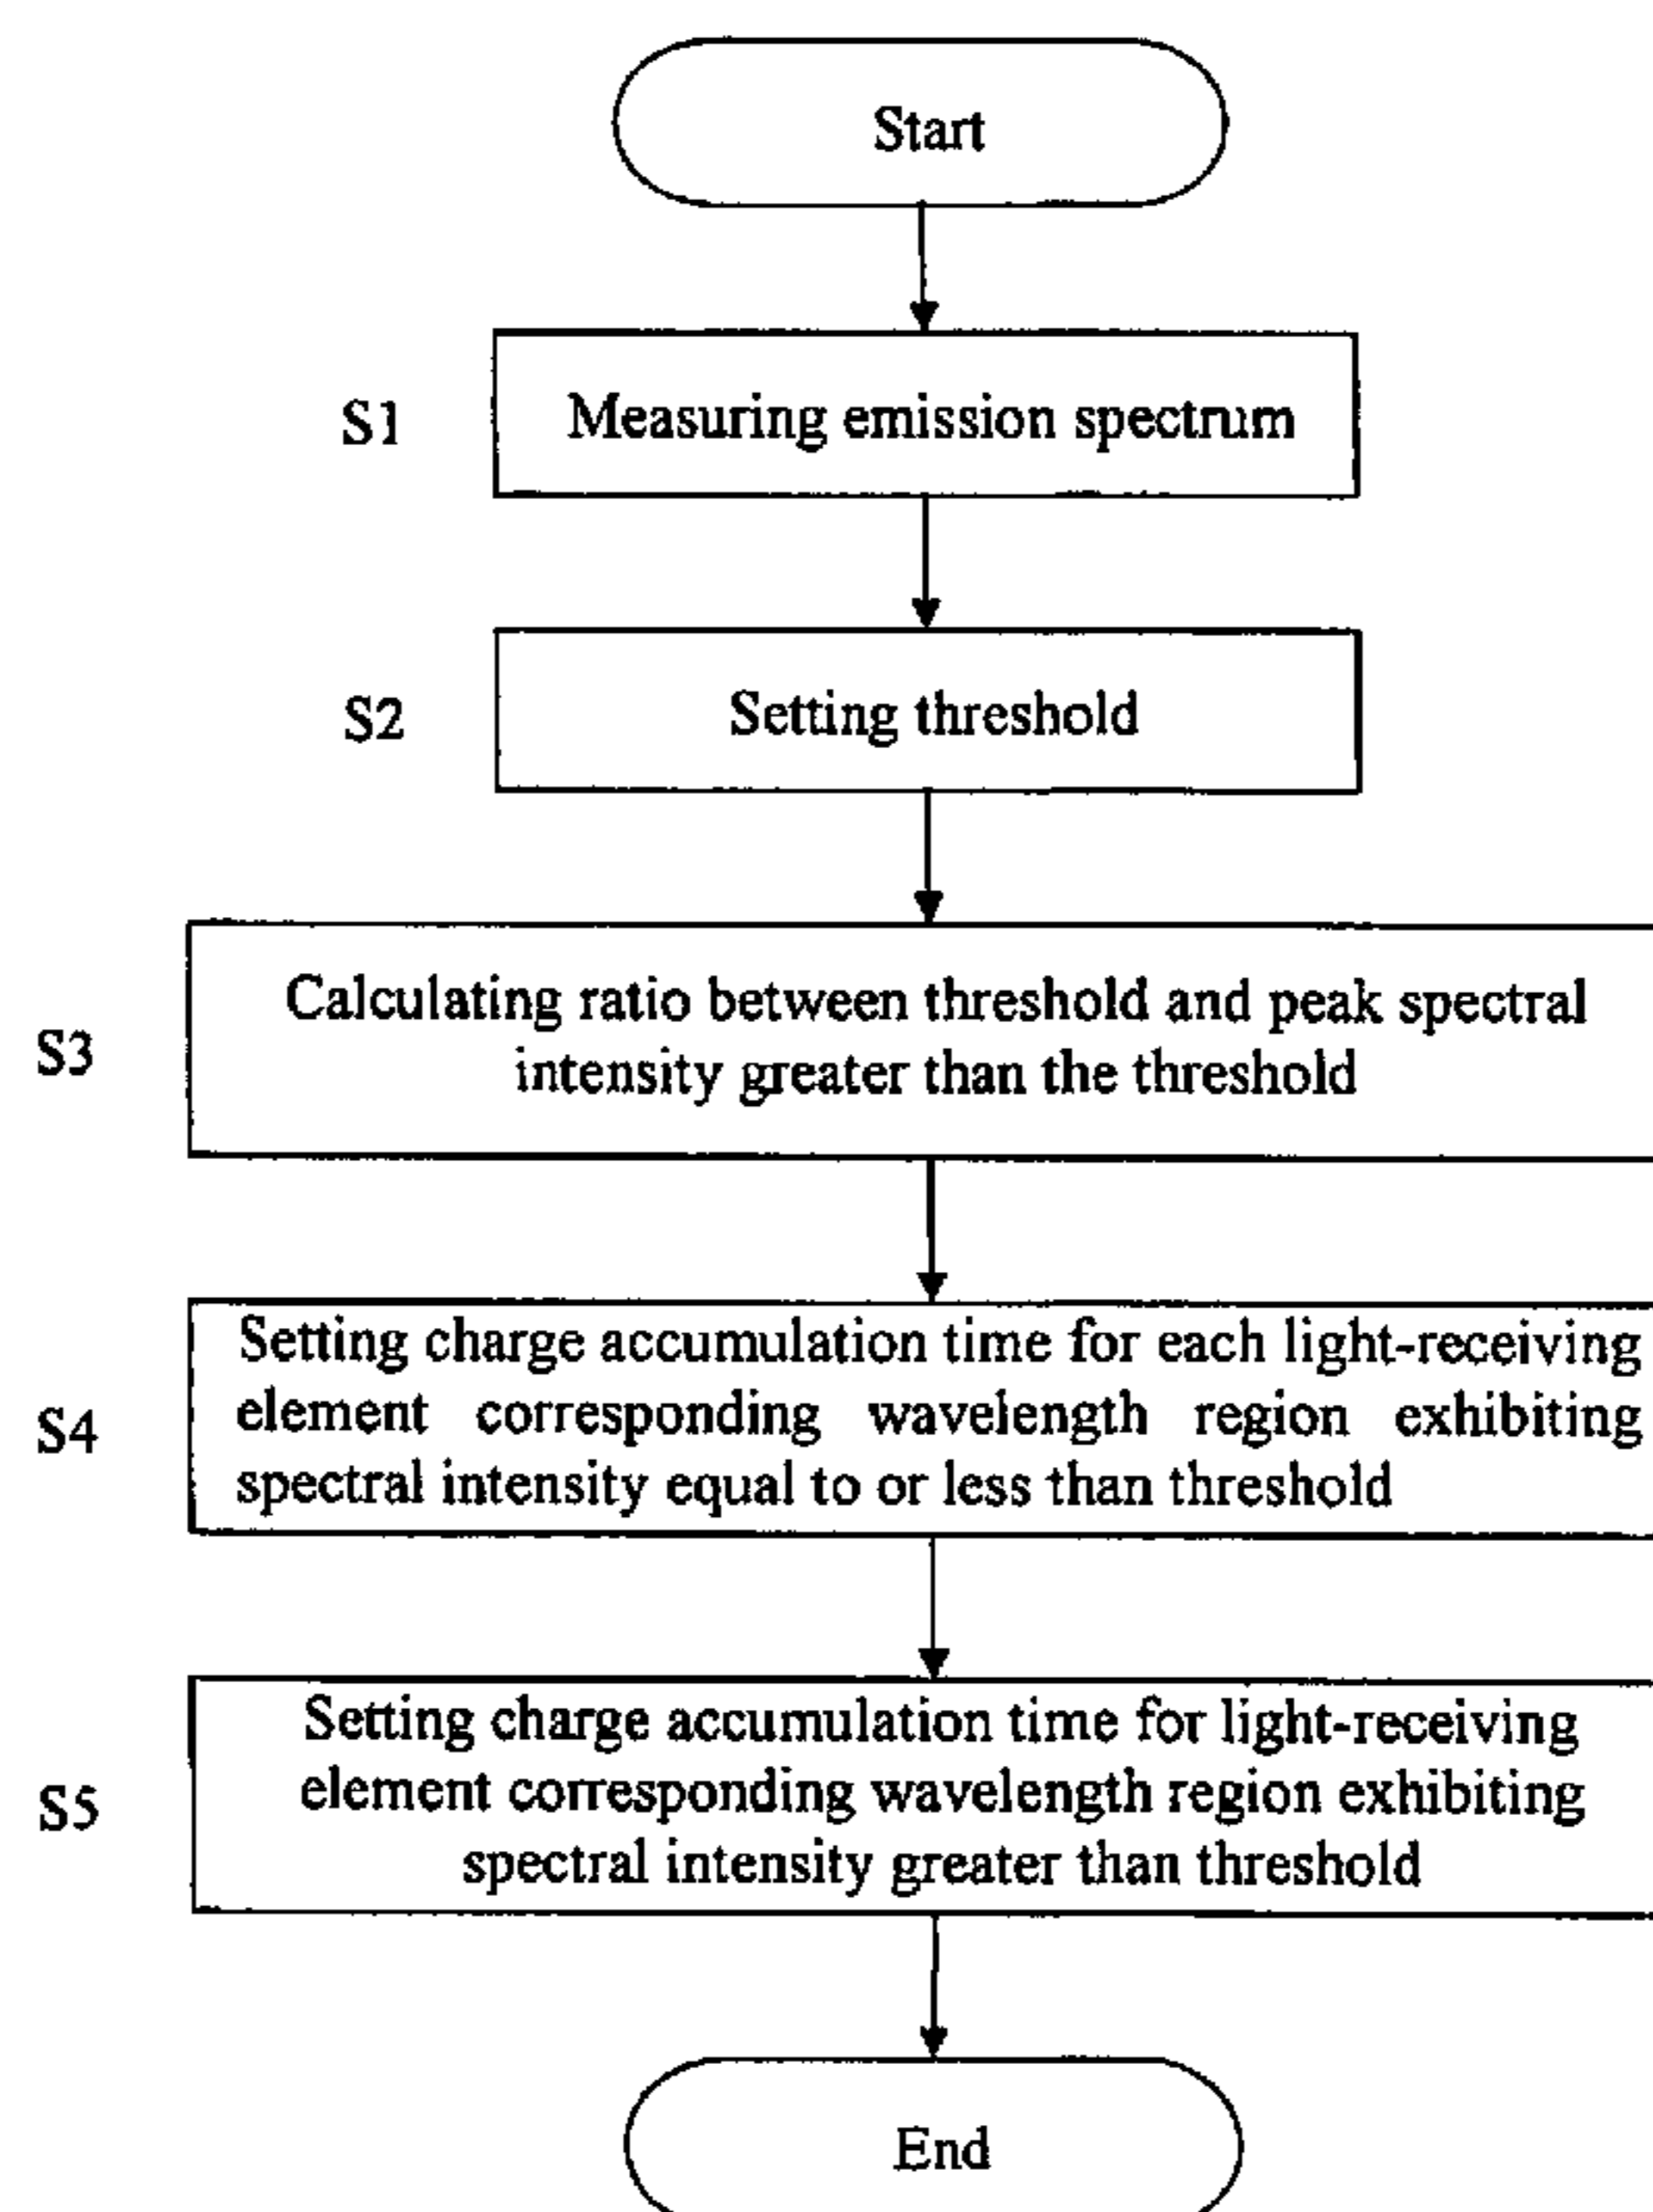 Start
S1
Measuring emission spectrum
S2
Setting threshold
S3
Calculating ratio between threshold and peak spectral
intensity greater than the threshold
S4
Setting charge accumulation time for each light-receiving
element corresponding wavelength region exhibiting
spectral intensity equal to or less than threshold
S5
Setting charge accumulation time for light-receiving
element corresponding wavelength region exhibiting
spectral intensity greater than threshold
End